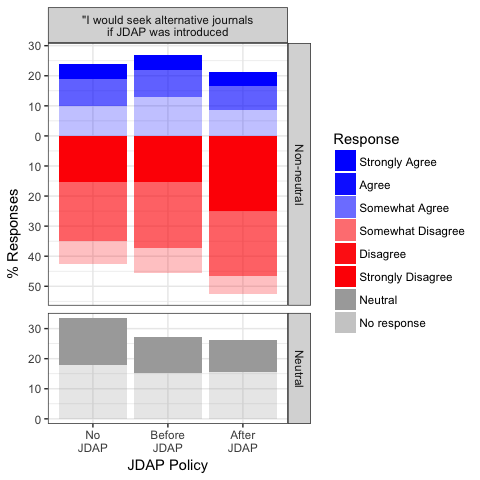 "I would seek alternative journals
if JDAP was introduced
% Responses
30
20
10
0
10
20
30
40
50
Non-neutral
30
20
10
0
Neutral
No
JDAP
Before
JDAP
After
JDAP
JDAP Policy
Response
Strongly Agree
Agree
Somewhat Agree
Somewhat Disagree
Disagree
Strongly Disagree
Neutral
No response